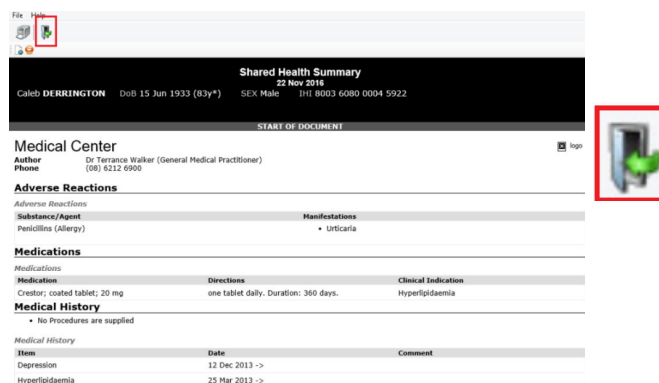 File Help
Shared Health Summary
22 Nov 2016
Caleb DERRINGTON DoB 15 Jun 1933 (83y*) SEX Male IHI 8003 6080 0004 5922
START OF DOCUMENT
Medical Center
logo
Author Dr Terrance Walker (General Medical Practitioner)
Phone (08) 6212 6900
Adverse Reactions
Adverse Reactions
Substance/Agent Manifestations
Penicillins (Allergy) • Urticaria
Medications
Medications
Medication Directions Clinical Indication
Crestor; coated tablet; 20 mg one tablet daily. Duration: 360 days. Hyperlipidaemia
Medical History
• No Procedures are supplied
Medical History
Item Date Comment
Depression 12 Dec 2013 ->
Hyperlipidaemia 25 Mar 2013 ->